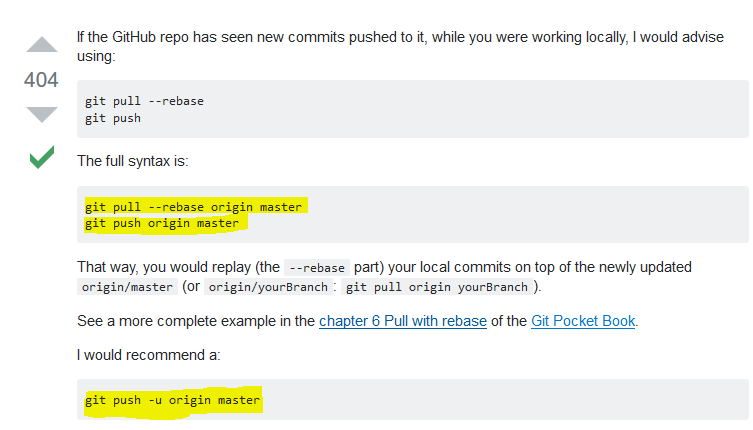 If the GitHub repo has seen new commits pushed to it, while you were working locally, I would advise
using:
404
git pull --rebase
git push
The full syntax is:
git pull --rebase origin master
git push origin master
That way, you would replay (the --rebase part) your local commits on top of the newly updated
origin/master (or origin/yourBranch : git pull origin yourBranch ).
See a more complete example in the chapter 6 Pull with rebase of the Git Pocket Book.
I would recommend a:
git push -u origin master